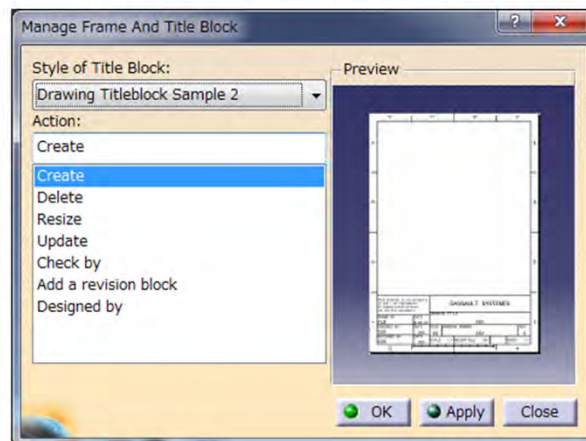 Manage Frame And Title Block
Style of Title Block:
Drawing Titleblock Sample 2
Action:
Create
Create
Delete
Resize
Update
Check by
Add a revision block
Designed by
Preview
DASSAULT SYSTEMES
OK
Apply
Close